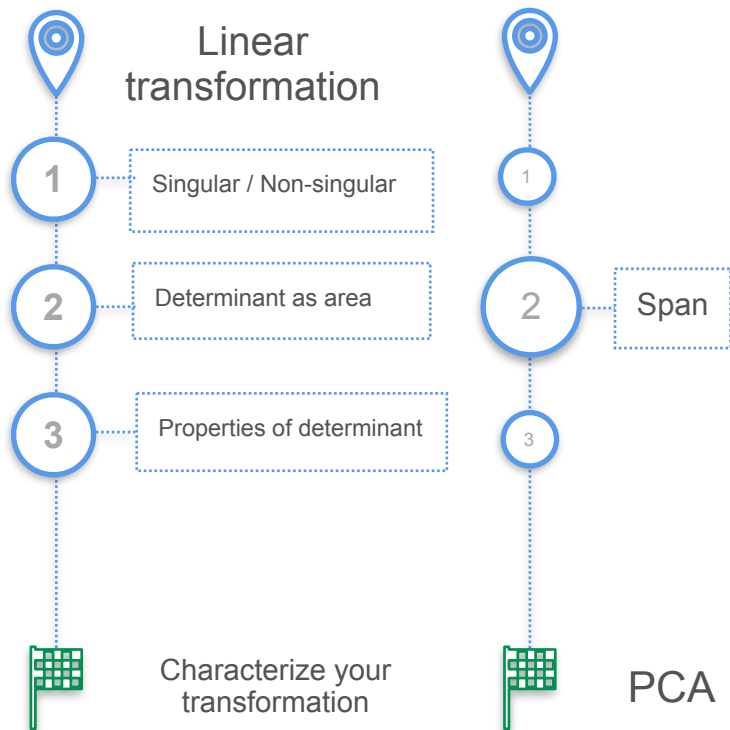 Linear
transformation
1
Singular / Non-singular
2
Determinant as area
3
Properties of determinant
Characterize your
transformation
1
2
Span
3
PCA